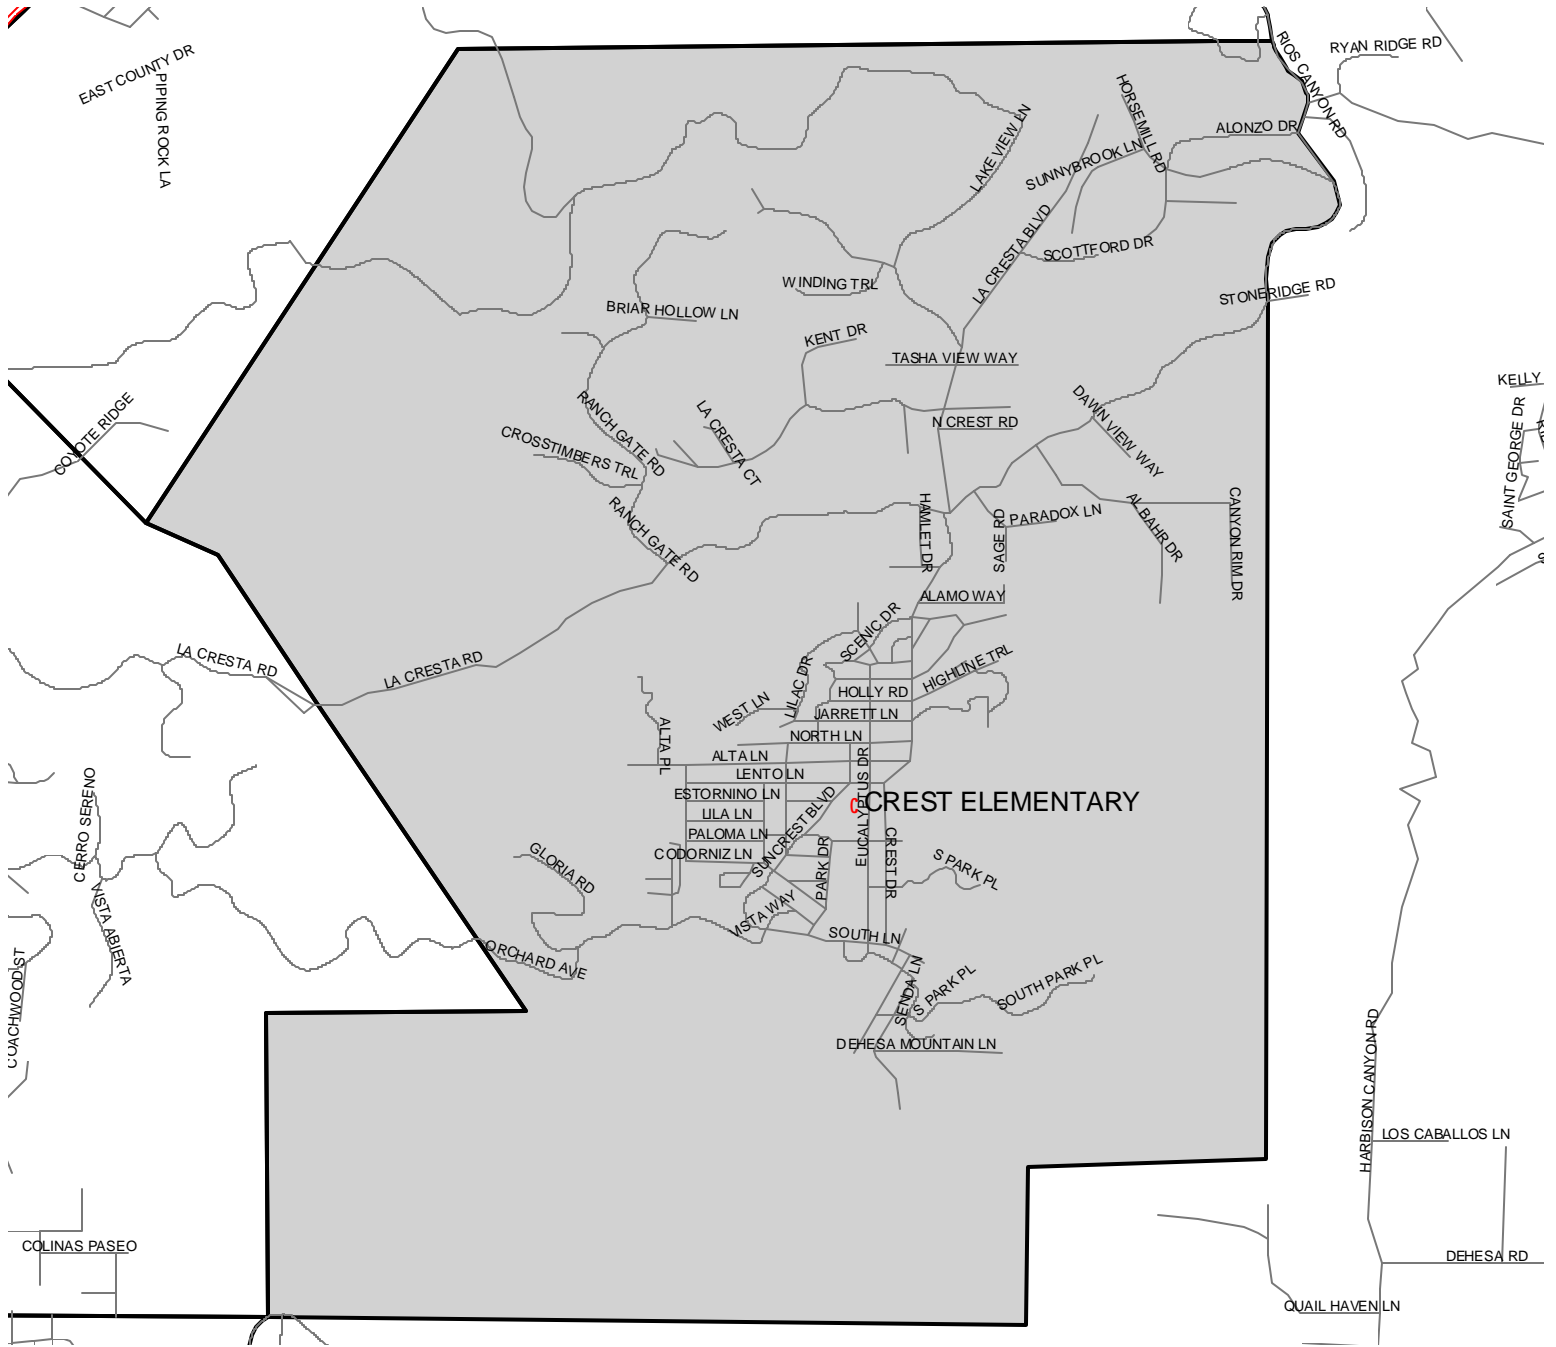 RYAN RIDGE RD
RIOS CANYON RD
EAST COUNTY DR
PIPING ROCK LA
HORSEMILL RD
ALONZO DR
LAKE VIEW LN
SUNNYBROOK LN
LA CRESTA BLVD
SCOTTFORD DR
WINDING TRL
STONERIDGE RD
BRIAR HOLLOW LN
KENT DR
TASHA VIEW WAY
KELLY
COYOTE RIDGE
RANCH GATE RD
LA CRESTA CT
DAWN VIEW WAY
N CREST RD
CROSSTIMBERS TRL
SAINT GEORGE DR
RANCH GATE RD
HAMLET DR
SAGE RD
PARADOX LN
AL BAHR DR
CANYON RIM DR
ALAMO WAY
SCENIC DR
LA CRESTA RD
LA CRESTA RD
LILAC DR
HIGHLINE TRL
HOLLY RD
WEST LN
JARRETT LN
ALTA PL
NORTH LN
ALTA LN
LENTO LN
ESTORNINO LN
CREST ELEMENTARY
EUCALYPTUS DR
SUNCREST BLVD
LILA LN
PALOMA LN
CODORNIZ LN
CERRO SERENO
GLORIA RD
PARK DR
CREST DR
S PARK PL
VISTA ABIERTA
VISTA WAY
SOUTH LN
ORCHARD AVE
COACHWOOD ST
SENDA LN
S PARK PL
SOUTH PARK PL
DEHESA MOUNTAIN LN
HARBISON CANYON RD
LOS CABALLOS LN
COLINAS PASEO
DEHESA RD
QUAIL HAVEN LN